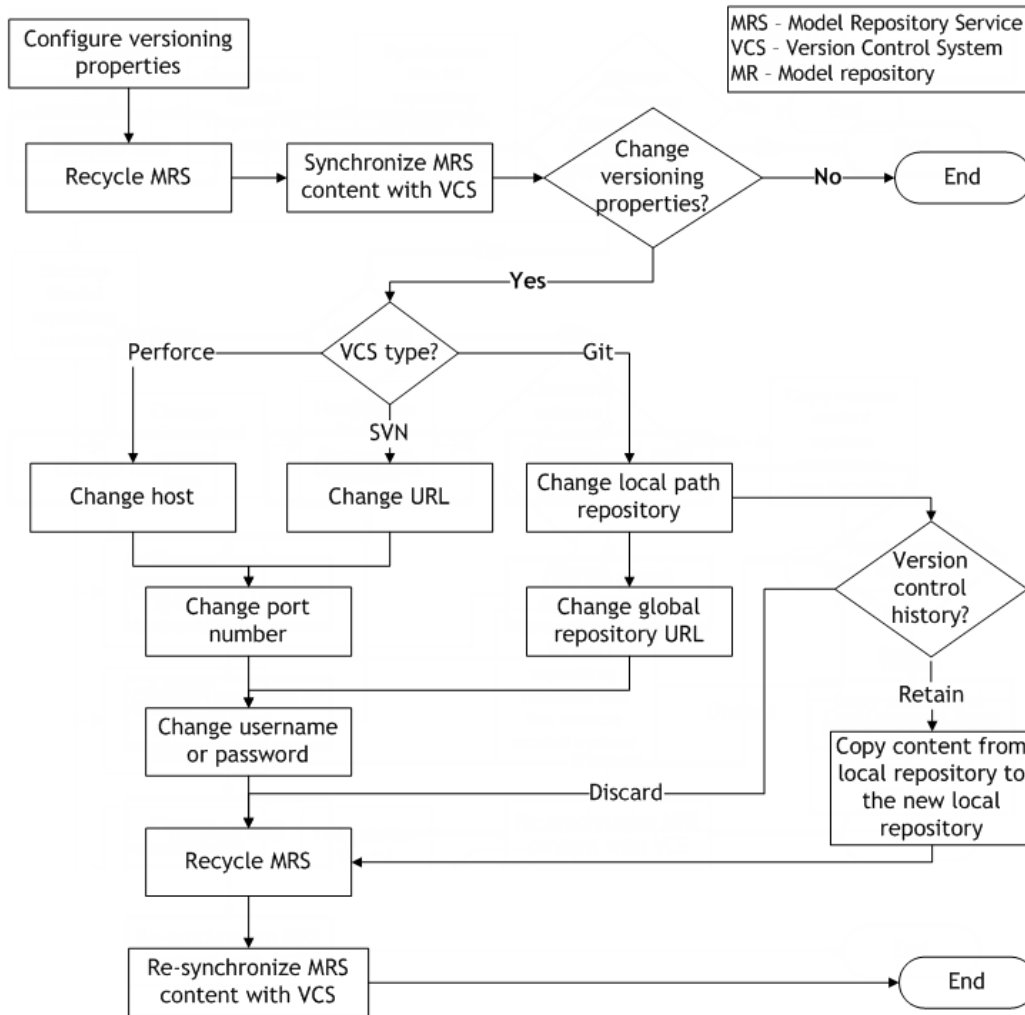 Configure versioning
properties
MRS - Model Repository Service
VCS - Version Control System
MR - Model repository
Recycle MRS
Synchronize MRS
content with VCS
Change
versioning
properties?
No
End
Yes
VCS type?
Perforce
Git
SVN
Change host
Change URL
Change local path
repository
Version
control
history?
Change port
number
Change global
repository URL
Retain
Change username
or password
Copy content from
local repository to
the new local
repository
Discard
Recycle MRS
Re-synchronize MRS
content with VCS
End